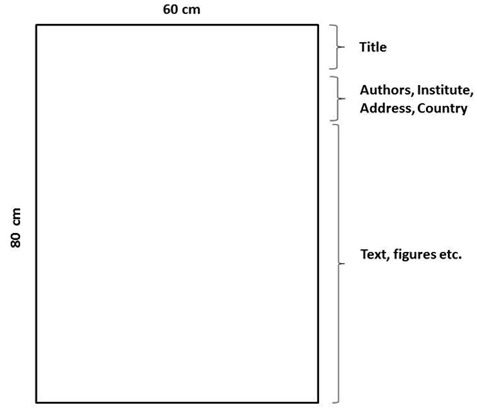 60 cm
Title
Authors, Institute,
Address, Country
80 cm
Text, figures etc.